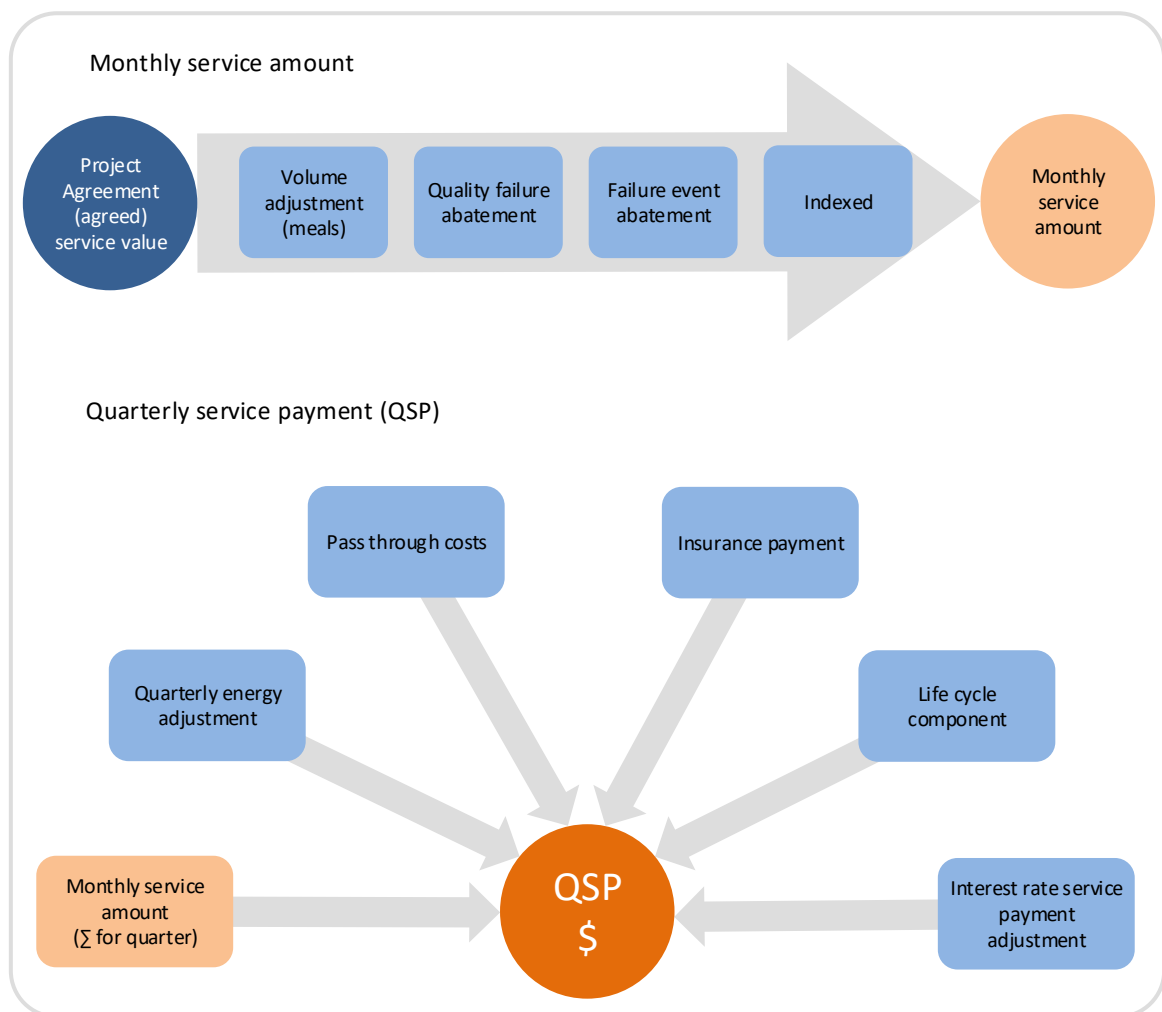 Monthly service amount
Project
Agreement
(agreed)
service value
Volume
adjustment
(meals)
Quality failure
abatement
Failure event
abatement
Indexed
Monthly
service
amount
Quarterly service payment (QSP)
Pass through costs
Insurance payment
Quarterly energy
adjustment
Life cycle
component
Monthly service
amount
(∑ for quarter)
QSP
$
Interest rate service
payment
adjustment